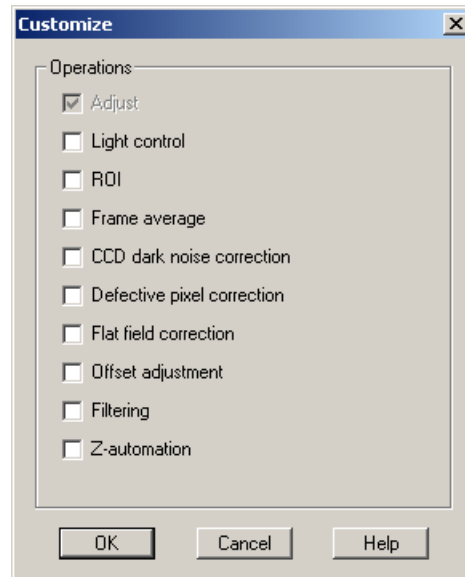 Customize
Operations
Adjust
Light control
ROI
Frame average
CCD dark noise correction
Defective pixel correction
Flat field correction
Offset adjustment
Filtering
Z-automation
OK Cancel Help